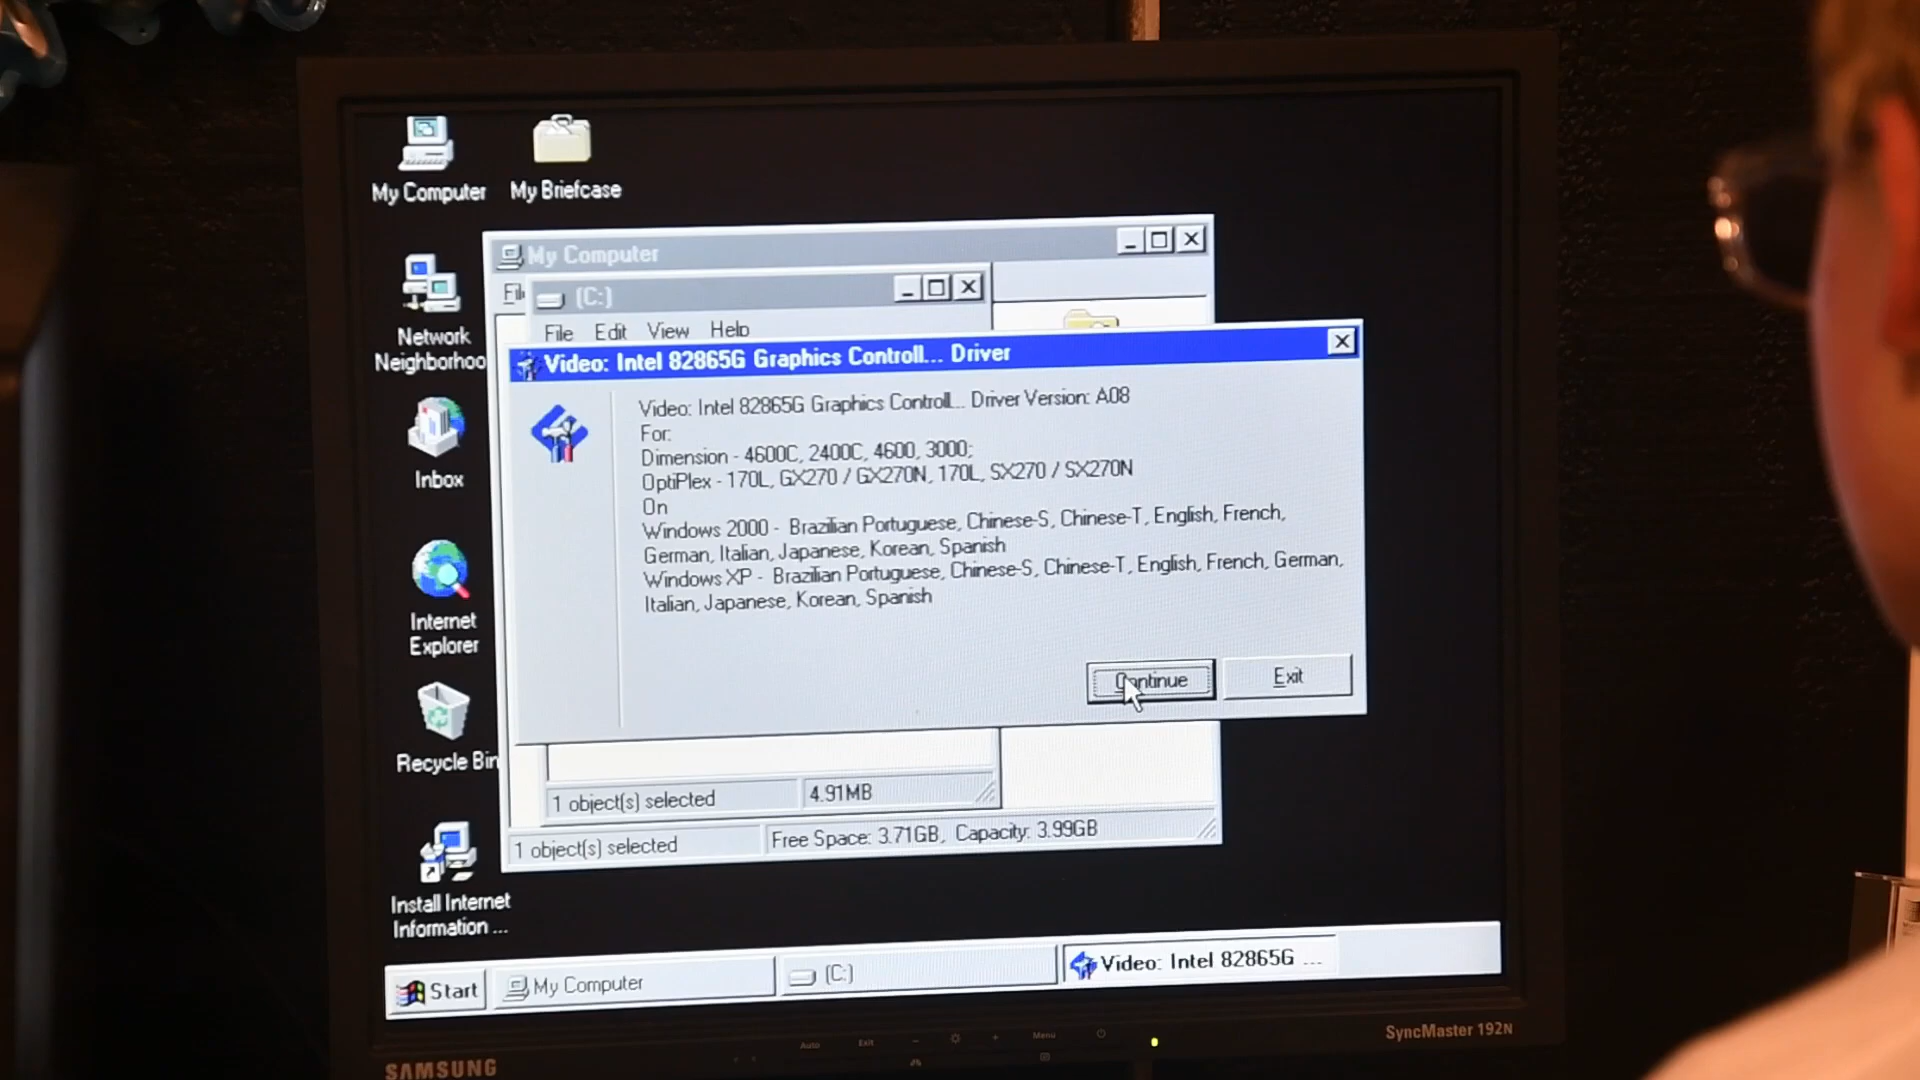 My Computer
My Briefcase
Network
Neighborhoo
Inbox
Internet
Explorer
Recycle Bin
Install Internet
Information ...
My Computer
Fil
(C:)
File Edit View Help
Video: Intel 82865G Graphics Controll... Driver
Video: Intel 82865G Graphics Controll... Driver Version: A08
For:
Dimension - 4600C, 2400C, 4600, 3000;
OptiPlex - 170L, GX270 / GX270N, 170L, SX270 / SX270N
On
Windows 2000 - Brazilian Portuguese, Chinese-S, Chinese-T, English, French,
German, Italian, Japanese, Korean, Spanish
Windows XP - Brazilian Portuguese, Chinese-S, Chinese-T, English, French, German,
Italian, Japanese, Korean, Spanish
Continue
Exit
1 object(s) selected
4.91MB
1 object(s) selected
Free Space: 3.71GB, Capacity: 3.99GB
Start
My Computer
(C:)
Video: Intel 82865G ...
Auto
Exit
Menu
SAMSUNG
SyncMaster 192N